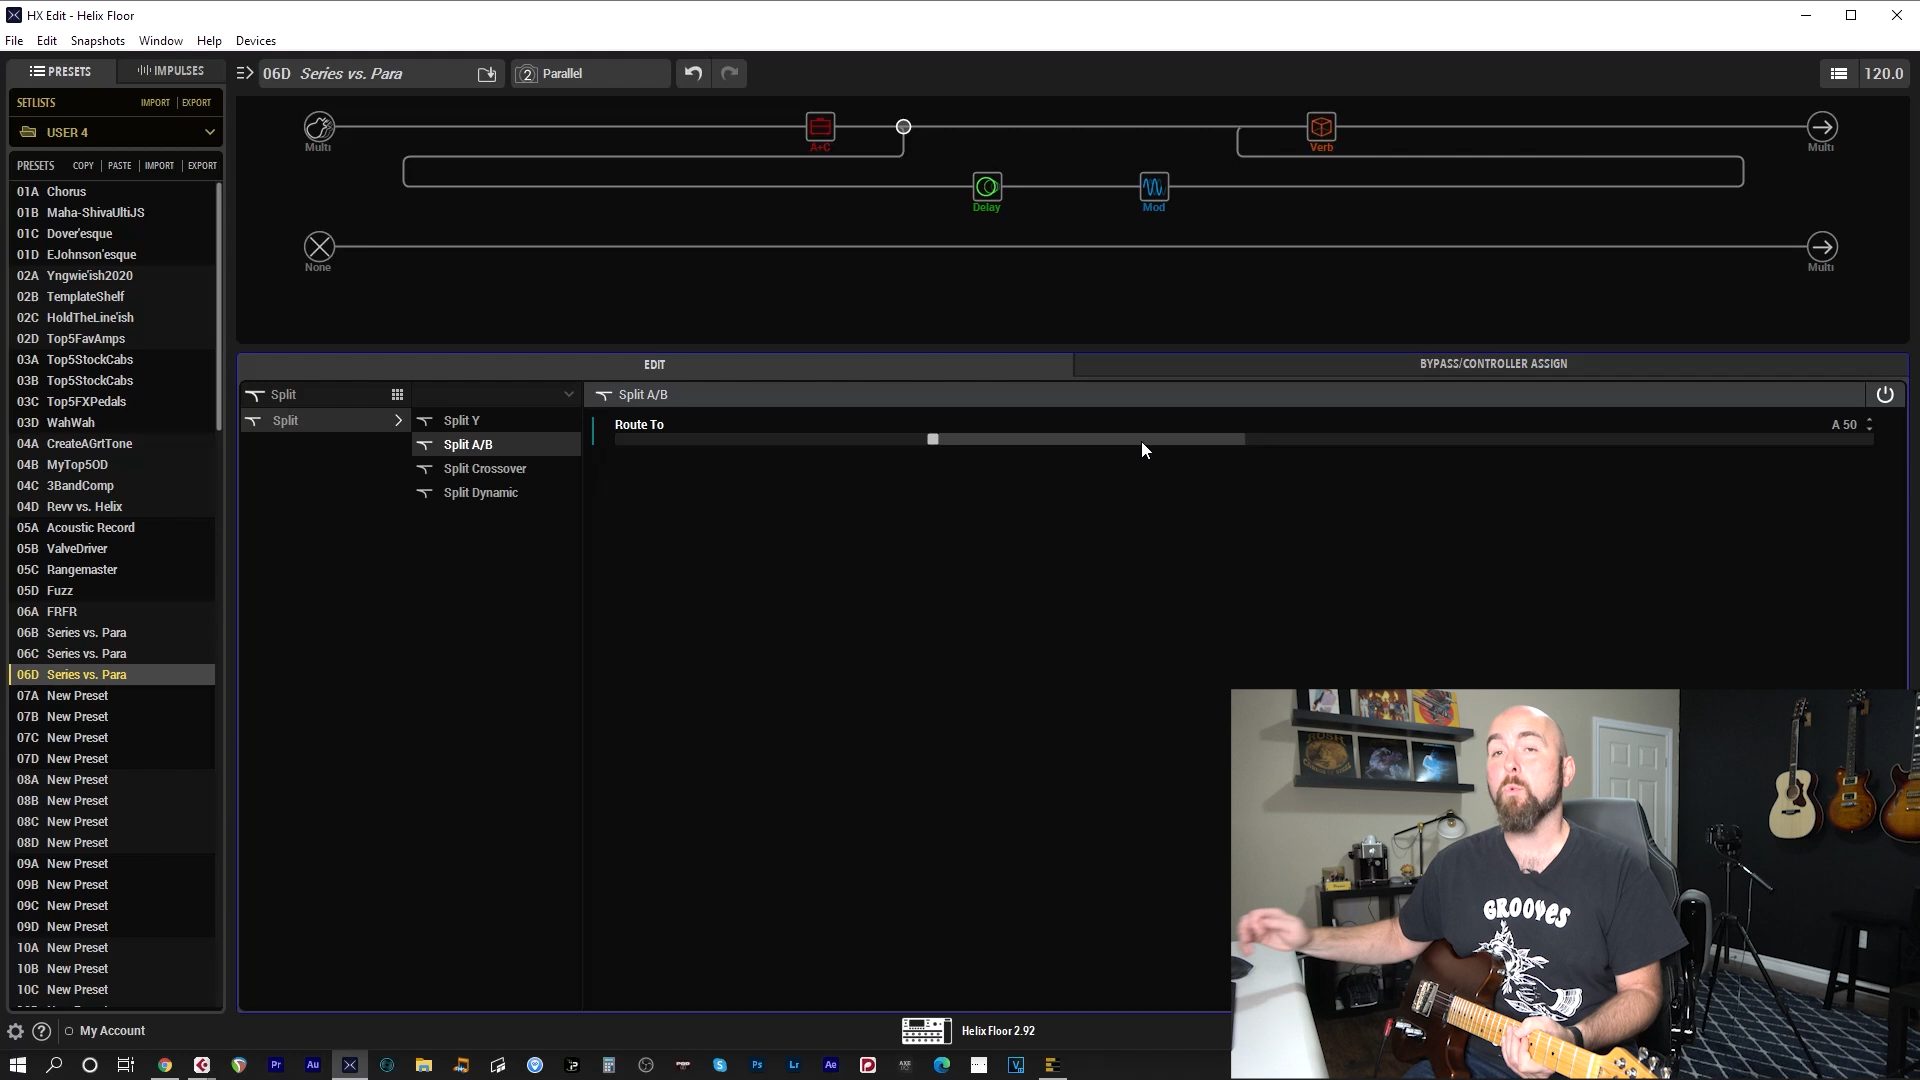 HX Edit - Helix Floor
File Edit Snapshots Window Help Devices
PRESETS IMPULSES
06D Series vs. Para
2 Parallel
120.0
SETLISTS IMPORT EXPORT
USER 4
PRESETS COPY PASTE IMPORT EXPORT
01A Chorus
01B Maha-ShivaUltiJS
01C Dover'esque
01D EJohnson'esque
02A Yngwie'ish2020
02B TemplateShelf
02C HoldTheLine'ish
02D Top5FavAmps
03A Top5StockCabs
03B Top5StockCabs
03C Top5FXPedals
03D WahWah
04A CreateAGrtTone
04B MyTop5OD
04C 3BandComp
04D Revv vs. Helix
05A Acoustic Record
05B ValveDriver
05C Rangemaster
05D Fuzz
06A FRFR
06B Series vs. Para
06C Series vs. Para
06D Series vs. Para
07A New Preset
07B New Preset
07C New Preset
07D New Preset
08A New Preset
08B New Preset
08C New Preset
08D New Preset
09A New Preset
09B New Preset
09C New Preset
09D New Preset
10A New Preset
10B New Preset
10C New Preset
Multi A+C Verb Multi
Delay Mod
None Multi
EDIT BYPASS/CONTROLLER ASSIGN
Split
Split
Split Y
Split A/B
Split Crossover
Split Dynamic
Split A/B
Route To A 50
RUSH
GROOVES
My Account
Helix Floor 2.92
Pr Au Ps Lr Ae